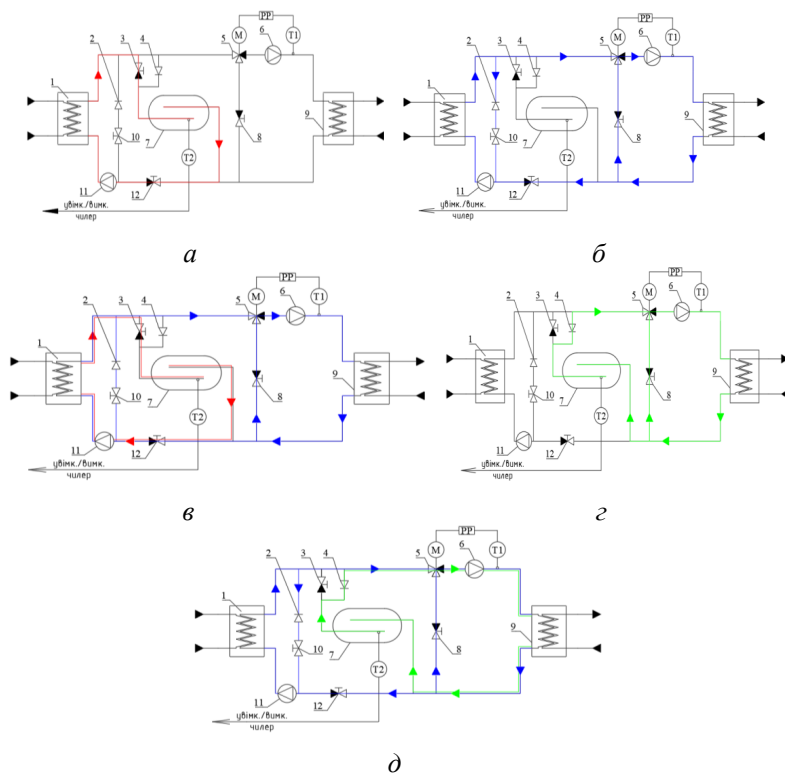 PP
M T1
2 3 4 5 6
1
7 T2 8 9
10
11 12
увімк./вимк.
чилер
а
PP
M T1
2 3 4 5 6
1
7 T2 8 9
10
11 12
увімк./вимк.
чилер
б
PP
M T1
2 3 4 5 6
1
7 T2 8 9
10
11 12
увімк./вимк.
чилер
в
PP
M T1
2 3 4 5 6
1
7 T2 8 9
10
11 12
увімк./вимк.
чилер
г
PP
M T1
2 3 4 5 6
1
7 T2 8 9
10
11 12
увімк./вимк.
чилер
д